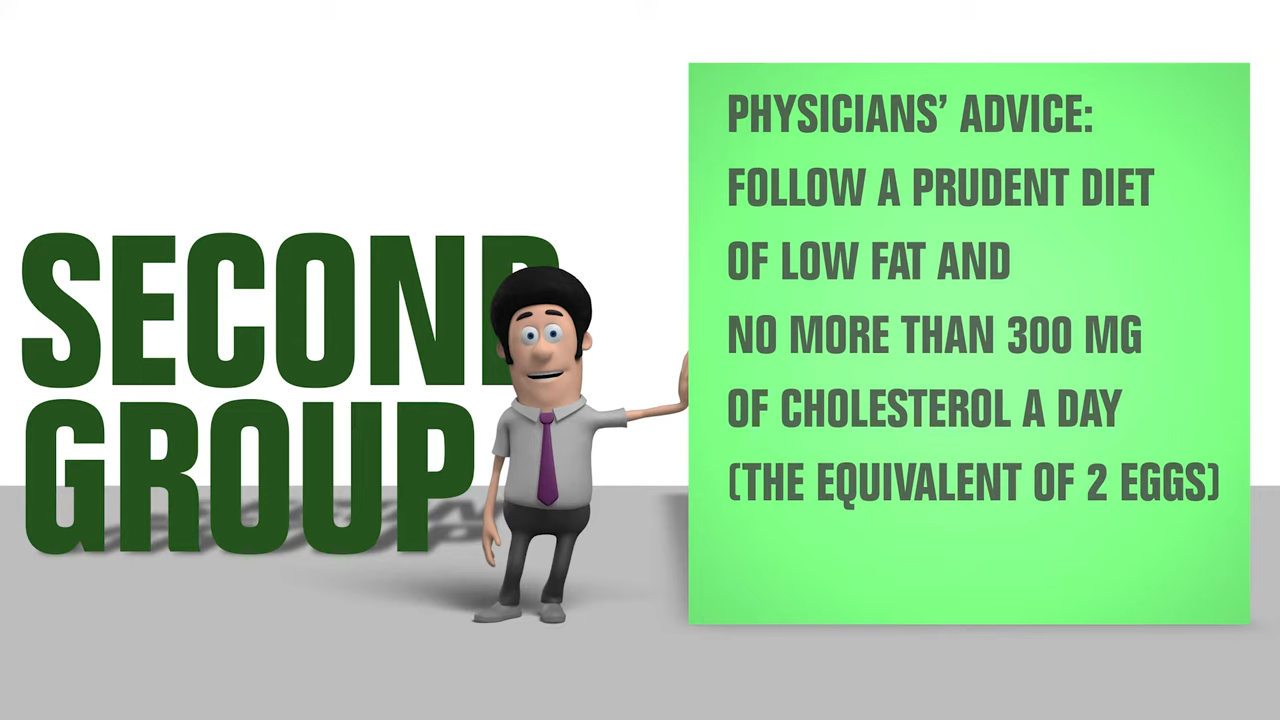 SECOND
GROUP
PHYSICIANS’ ADVICE:
FOLLOW A PRUDENT DIET
OF LOW FAT AND
NO MORE THAN 300 MG
OF CHOLESTEROL A DAY
(THE EQUIVALENT OF 2 EGGS)